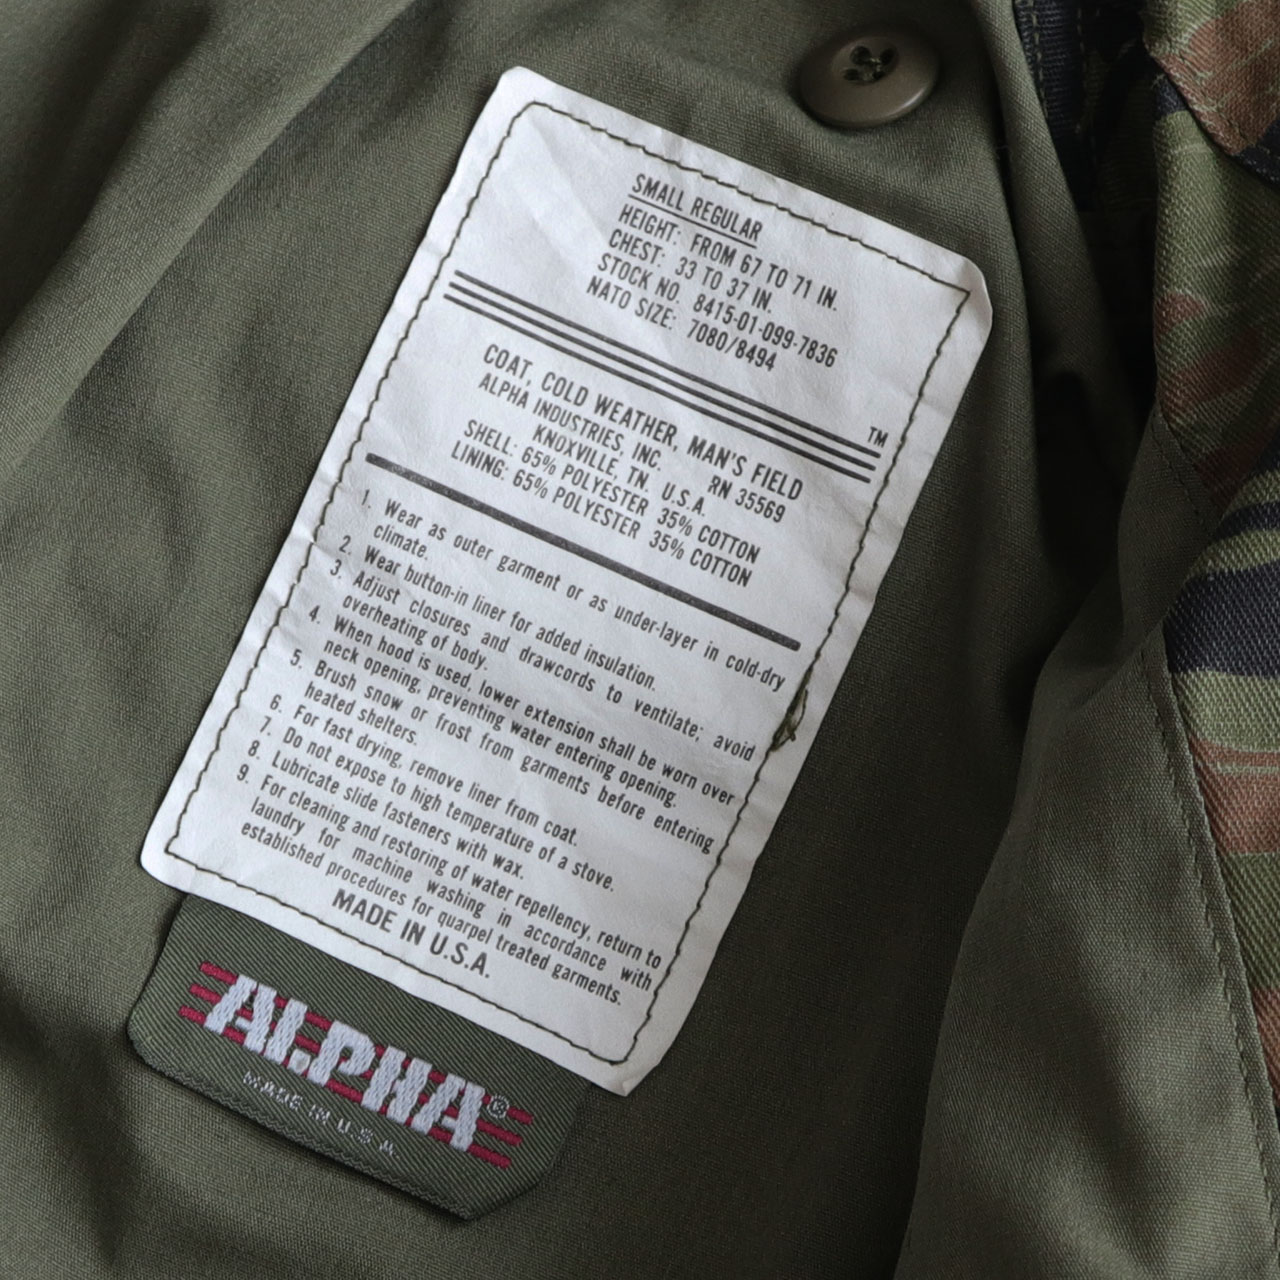 SMALL REGULAR
HEIGHT: FROM 67 TO 71 IN.
CHEST: 33 TO 37 IN.
STOCK NO. 8415-01-099-7836
NATO SIZE: 7080/8494
TM
COAT, COLD WEATHER, MAN'S FIELD
ALPHA INDUSTRIES, INC. RN 35569
KNOXVILLE, TN. U.S.A.
SHELL: 65% POLYESTER 35% COTTON
LINING: 65% POLYESTER 35% COTTON
1. Wear as outer garment or as under-layer in cold-dry
climate.
2. Wear button-in liner for added insulation.
3. Adjust closures and drawcords to ventilate; avoid
overheating of body.
4. When hood is used, lower extension shall be worn over
neck opening, preventing water entering opening.
5. Brush snow or frost from garments before entering
heated shelters.
6. For fast drying, remove liner from coat.
7. Do not expose to high temperature of a stove.
8. Lubricate slide fasteners with wax.
9. For cleaning and restoring of water repellency, return to
laundry for machine washing in accordance with
established procedures for quarpel treated garments.
MADE IN U.S.A.
ALPHA®
MADE IN U.S.A.